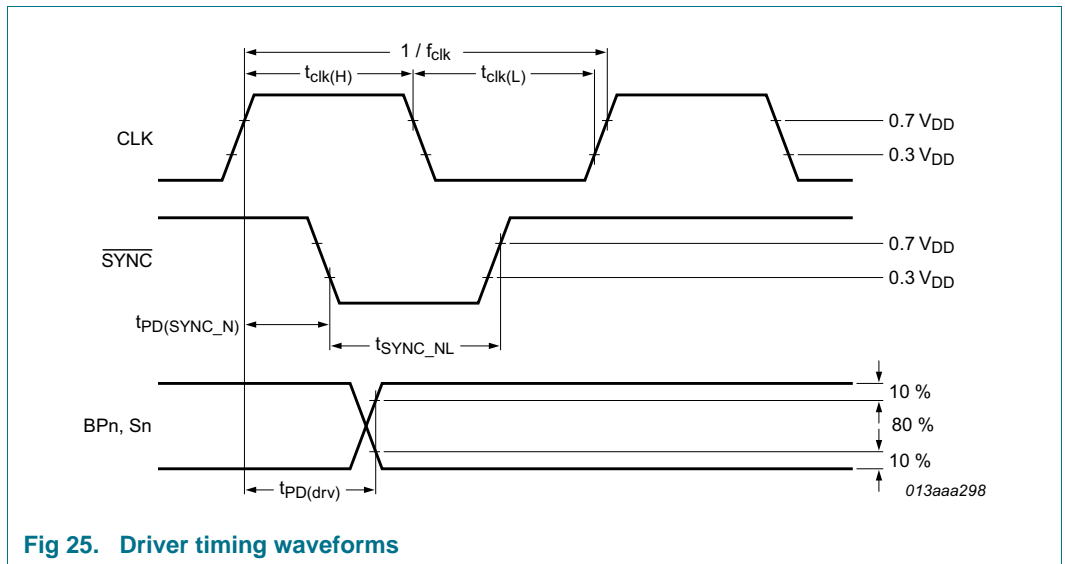 1 / fclk
tclk(H) tclk(L)
CLK
0.7 VDD
0.3 VDD
SYNC
0.7 VDD
0.3 VDD
tPD(SYNC_N)
tSYNC_NL
BPn, Sn
10 %
80 %
10 %
tPD(drv)
013aaa298
Fig 25. Driver timing waveforms